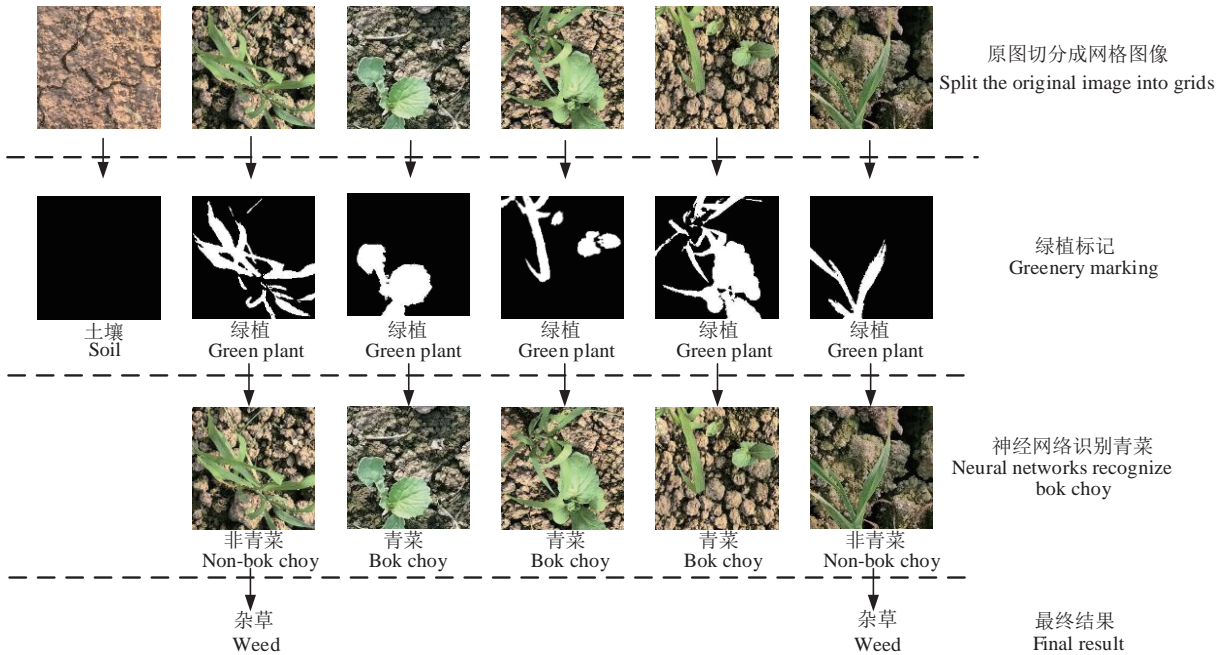 原图切分成网格图像
Split the original image into grids
绿植标记
Greenery marking
土壤
Soil
绿植
Green plant
绿植
Green plant
绿植
Green plant
绿植
Green plant
绿植
Green plant
神经网络识别青菜
Neural networks recognize
bok choy
非青菜
Non-bok choy
青菜
Bok choy
青菜
Bok choy
青菜
Bok choy
非青菜
Non-bok choy
杂草
Weed
杂草
Weed
最终结果
Final result